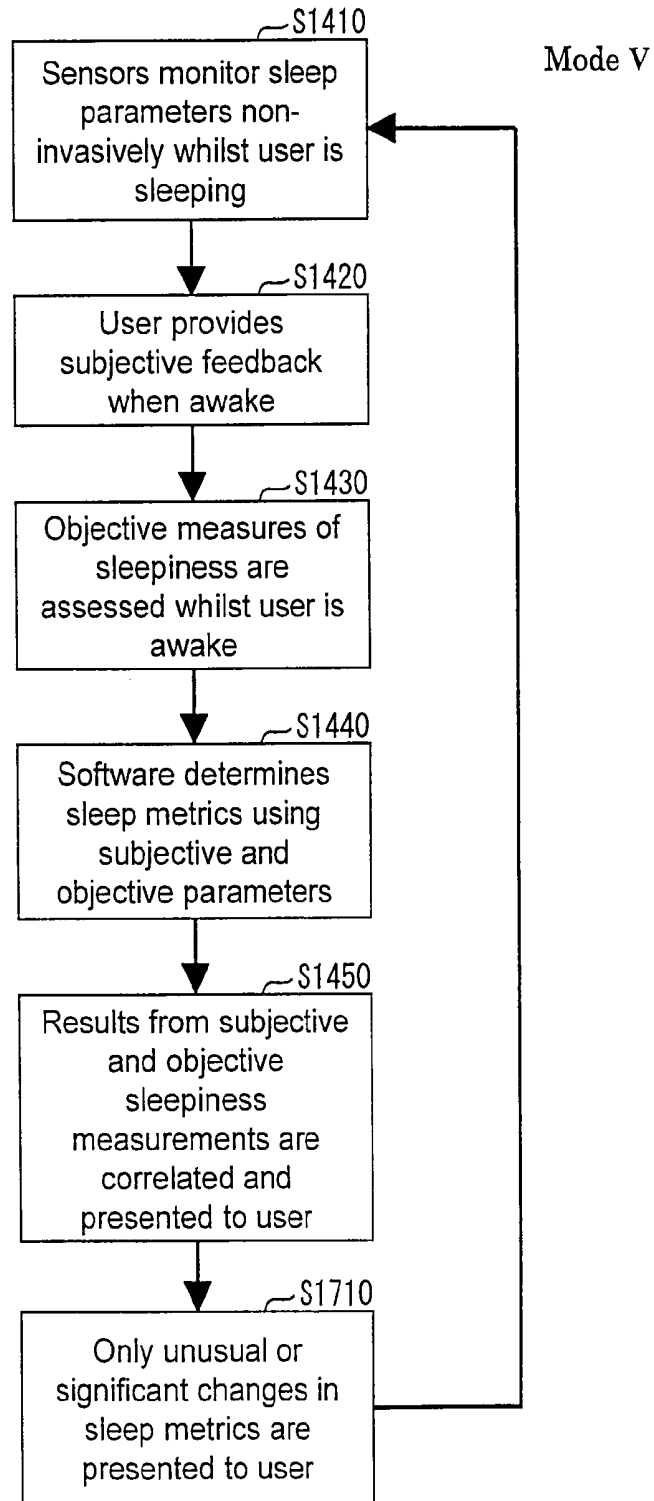 S1410
Mode V
Sensors monitor sleep
parameters non-
invasively whilst user is
sleeping
S1420
User provides
subjective feedback
when awake
S1430
Objective measures of
sleepiness are
assessed whilst user is
awake
S1440
Software determines
sleep metrics using
subjective and
objective parameters
S1450
Results from subjective
and objective
sleepiness
measurements are
correlated and
presented to user
S1710
Only unusual or
significant changes in
sleep metrics are
presented to user